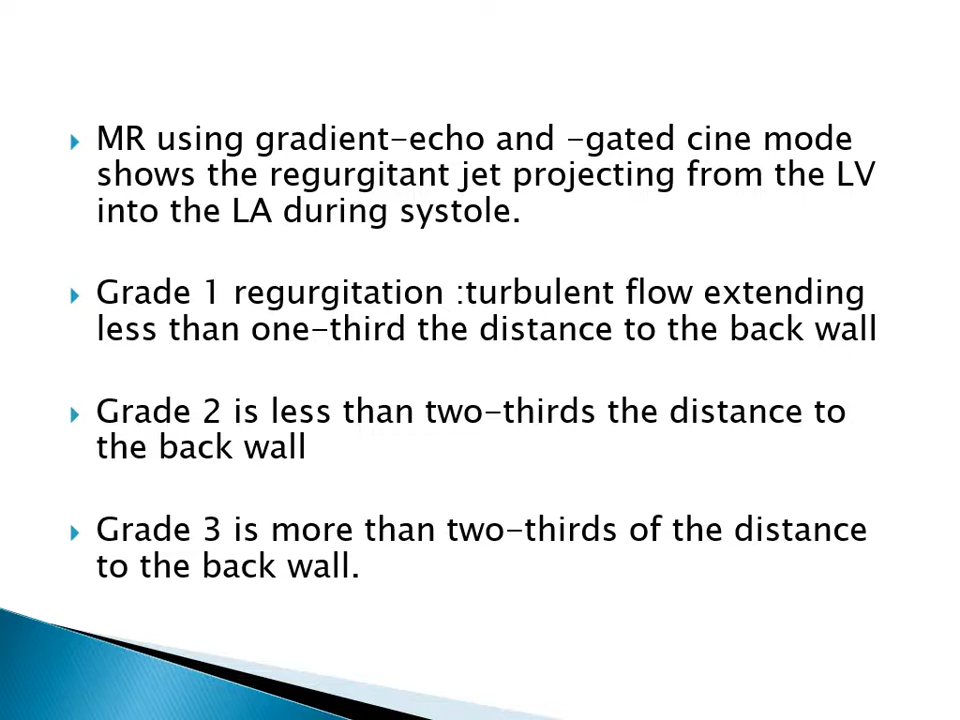 MR using gradient-echo and -gated cine mode
shows the regurgitant jet projecting from the LV
into the LA during systole.
Grade 1 regurgitation :turbulent flow extending
less than one-third the distance to the back wall
Grade 2 is less than two-thirds the distance to
the back wall
Grade 3 is more than two-thirds of the distance
to the back wall.